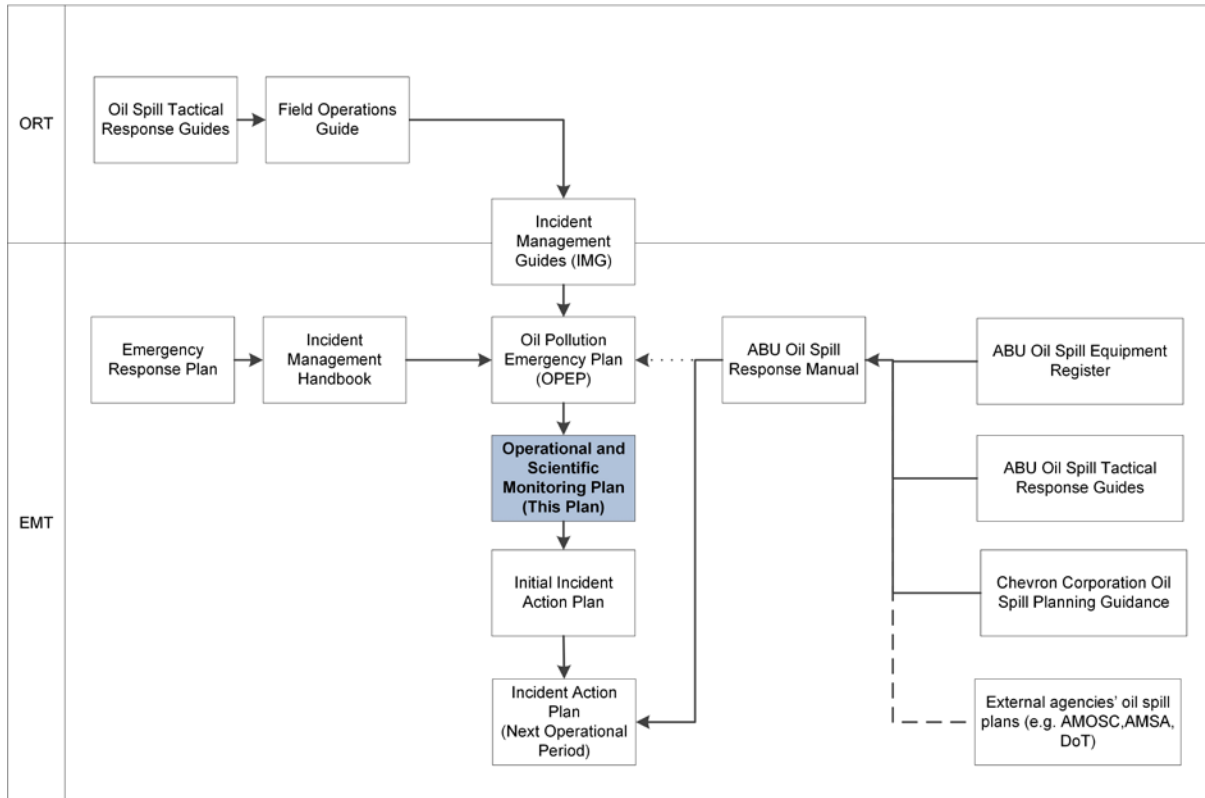 ORT
Oil Spill Tactical
Response Guides
Field Operations
Guide
Incident
Management
Guides (IMG)
EMT
Emergency
Response Plan
Incident
Management
Handbook
Oil Pollution
Emergency Plan
(OPEP)
ABU Oil Spill
Response Manual
ABU Oil Spill Equipment
Register
Operational and
Scientific
Monitoring Plan
(This Plan)
ABU Oil Spill Tactical
Response Guides
Initial Incident
Action Plan
Chevron Corporation Oil
Spill Planning Guidance
Incident Action
Plan
(Next Operational
Period)
External agencies' oil spill
plans (e.g. AMOSC,AMSA,
DoT)